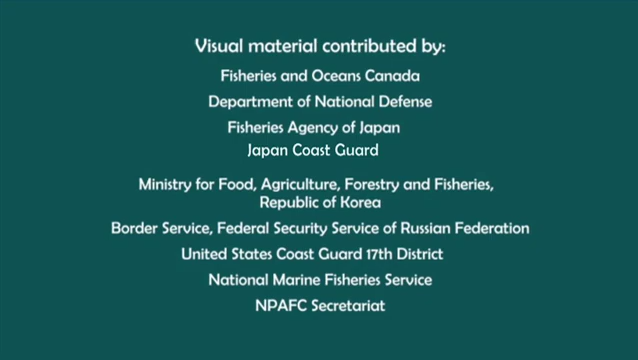 Visual material contributed by:
Fisheries and Oceans Canada
Department of National Defense
Fisheries Agency of Japan
Japan Coast Guard
Ministry for Food, Agriculture, Forestry and Fisheries,
Republic of Korea
Border Service, Federal Security Service of Russian Federation
United States Coast Guard 17th District
National Marine Fisheries Service
NPAFC Secretariat